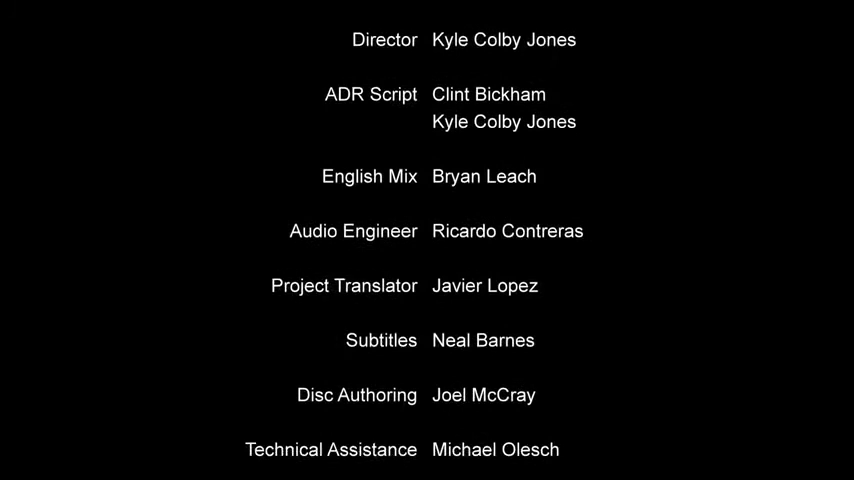 Director Kyle Colby Jones
ADR Script Clint Bickham
Kyle Colby Jones
English Mix Bryan Leach
Audio Engineer Ricardo Contreras
Project Translator Javier Lopez
Subtitles Neal Barnes
Disc Authoring Joel McCray
Technical Assistance Michael Olesch